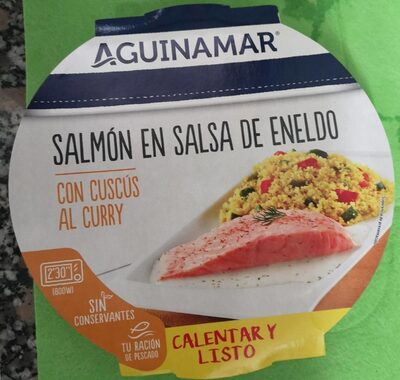 AGUINAMAR
SALMÓN EN SALSA DE ENELDO
CON CUSCÚS
AL CURRY
2'30"
(800W)
SIN
CONSERVANTES
TU RACIÓN
DE PESCADO
CALENTAR Y
LISTO